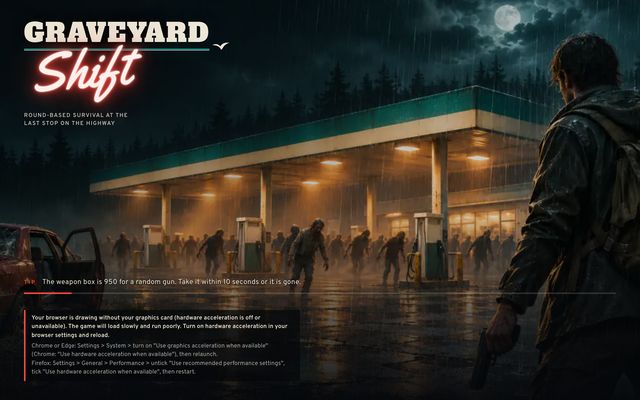 GRAVEYARD
Shift
ROUND-BASED SURVIVAL AT THE
LAST STOP ON THE HIGHWAY
TIP The weapon box is 950 for a random gun. Take it within 10 seconds or it is gone.
Your browser is drawing without your graphics card (hardware acceleration is off or
unavailable). The game will load slowly and run poorly. Turn on hardware acceleration in your
browser settings and reload.
Chrome or Edge: Settings > System > turn on "Use graphics acceleration when available"
(Chrome: "Use hardware acceleration when available"), then relaunch.
Firefox: Settings > General > Performance > untick "Use recommended performance settings",
tick "Use hardware acceleration when available", then restart.